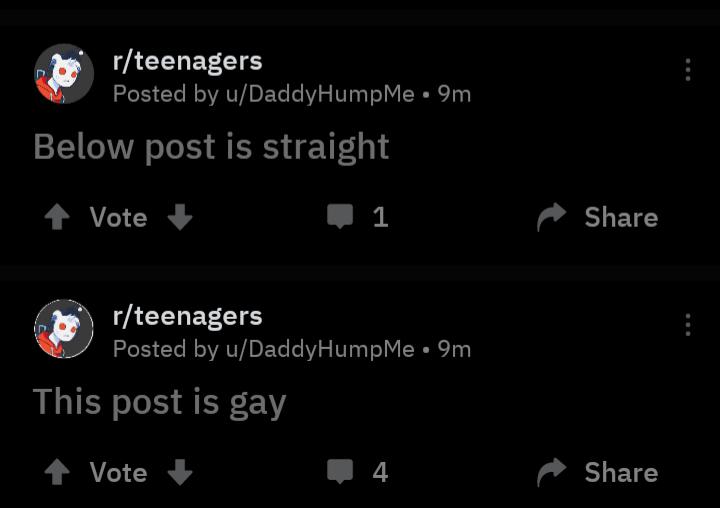 r/teenagers
Posted by u/DaddyHumpMe • 9m
Below post is straight
Vote 1 Share
r/teenagers
Posted by u/DaddyHumpMe • 9m
This post is gay
Vote 4 Share